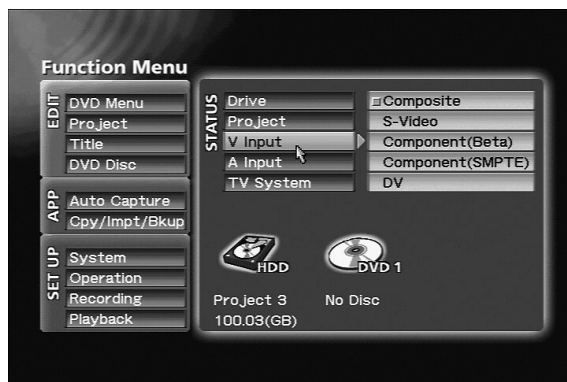 Function Menu
EDIT
DVD Menu
Project
Title
DVD Disc
APP
Auto Capture
Cpy/Impt/Bkup
SET UP
System
Operation
Recording
Playback
STATUS
Drive
Project
V Input
A Input
TV System
Composite
S-Video
Component(Beta)
Component(SMPTE)
DV
HDD
DVD 1
Project 3
No Disc
100.03(GB)